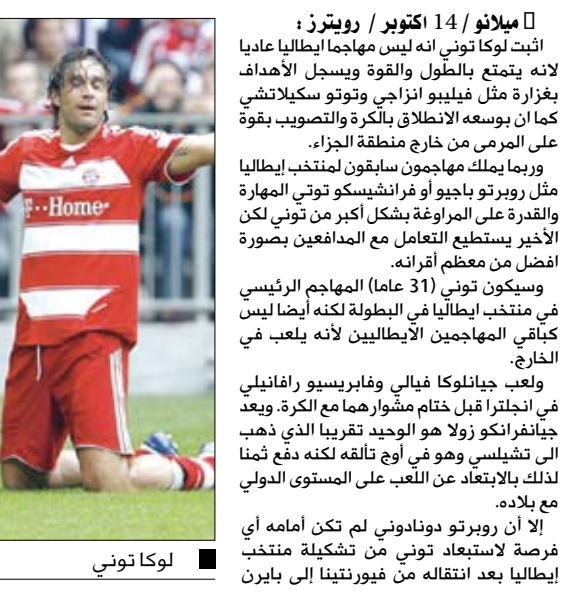 ميلانو / 14 اكتوبر / رويترز :
اثبت لوكا توني انه ليس مهاجما ايطاليا عاديا
لانه يتمتع بالطول والقوة ويسجل الأهداف
بغزارة مثل فيليبو انزاجي وتوتو سكيلاتشي
كما ان بوسعه الانطلاق بالكرة والتصويب بقوة
على المرمى من خارج منطقة الجزاء.
وربما يملك مهاجمون سابقون لمنتخب إيطاليا
مثل روبرتو باجيو أو فرانشيسكو توتي المهارة
والقدرة على المراوغة بشكل أكبر من توني لكن
الأخير يستطيع التعامل مع المدافعين بصورة
افضل من معظم أقرانه.
وسيكون توني (31 عاما) المهاجم الرئيسي
في منتخب ايطاليا في البطولة لكنه أيضا ليس
كباقي المهاجمين الايطاليين لأنه يلعب في
الخارج.
ولعب جيانلوكا فيالي وفابريسيو رافانيلي
في انجلترا قبل ختام مشوارهما مع الكرة. ويعد
جيانفرانكو زولا هو الوحيد تقريبا الذي ذهب
الى تشيلسي وهو في أوج تألقه لكنه دفع ثمنا
لذلك بالابتعاد عن اللعب على المستوى الدولي
مع بلاده.
إلا أن روبرتو دونادوني لم تكن أمامه أي
فرصة لاستبعاد توني من تشكيلة منتخب
إيطاليا بعد انتقاله من فيورنتينا إلى بايرن
T··Home·
لوكا توني